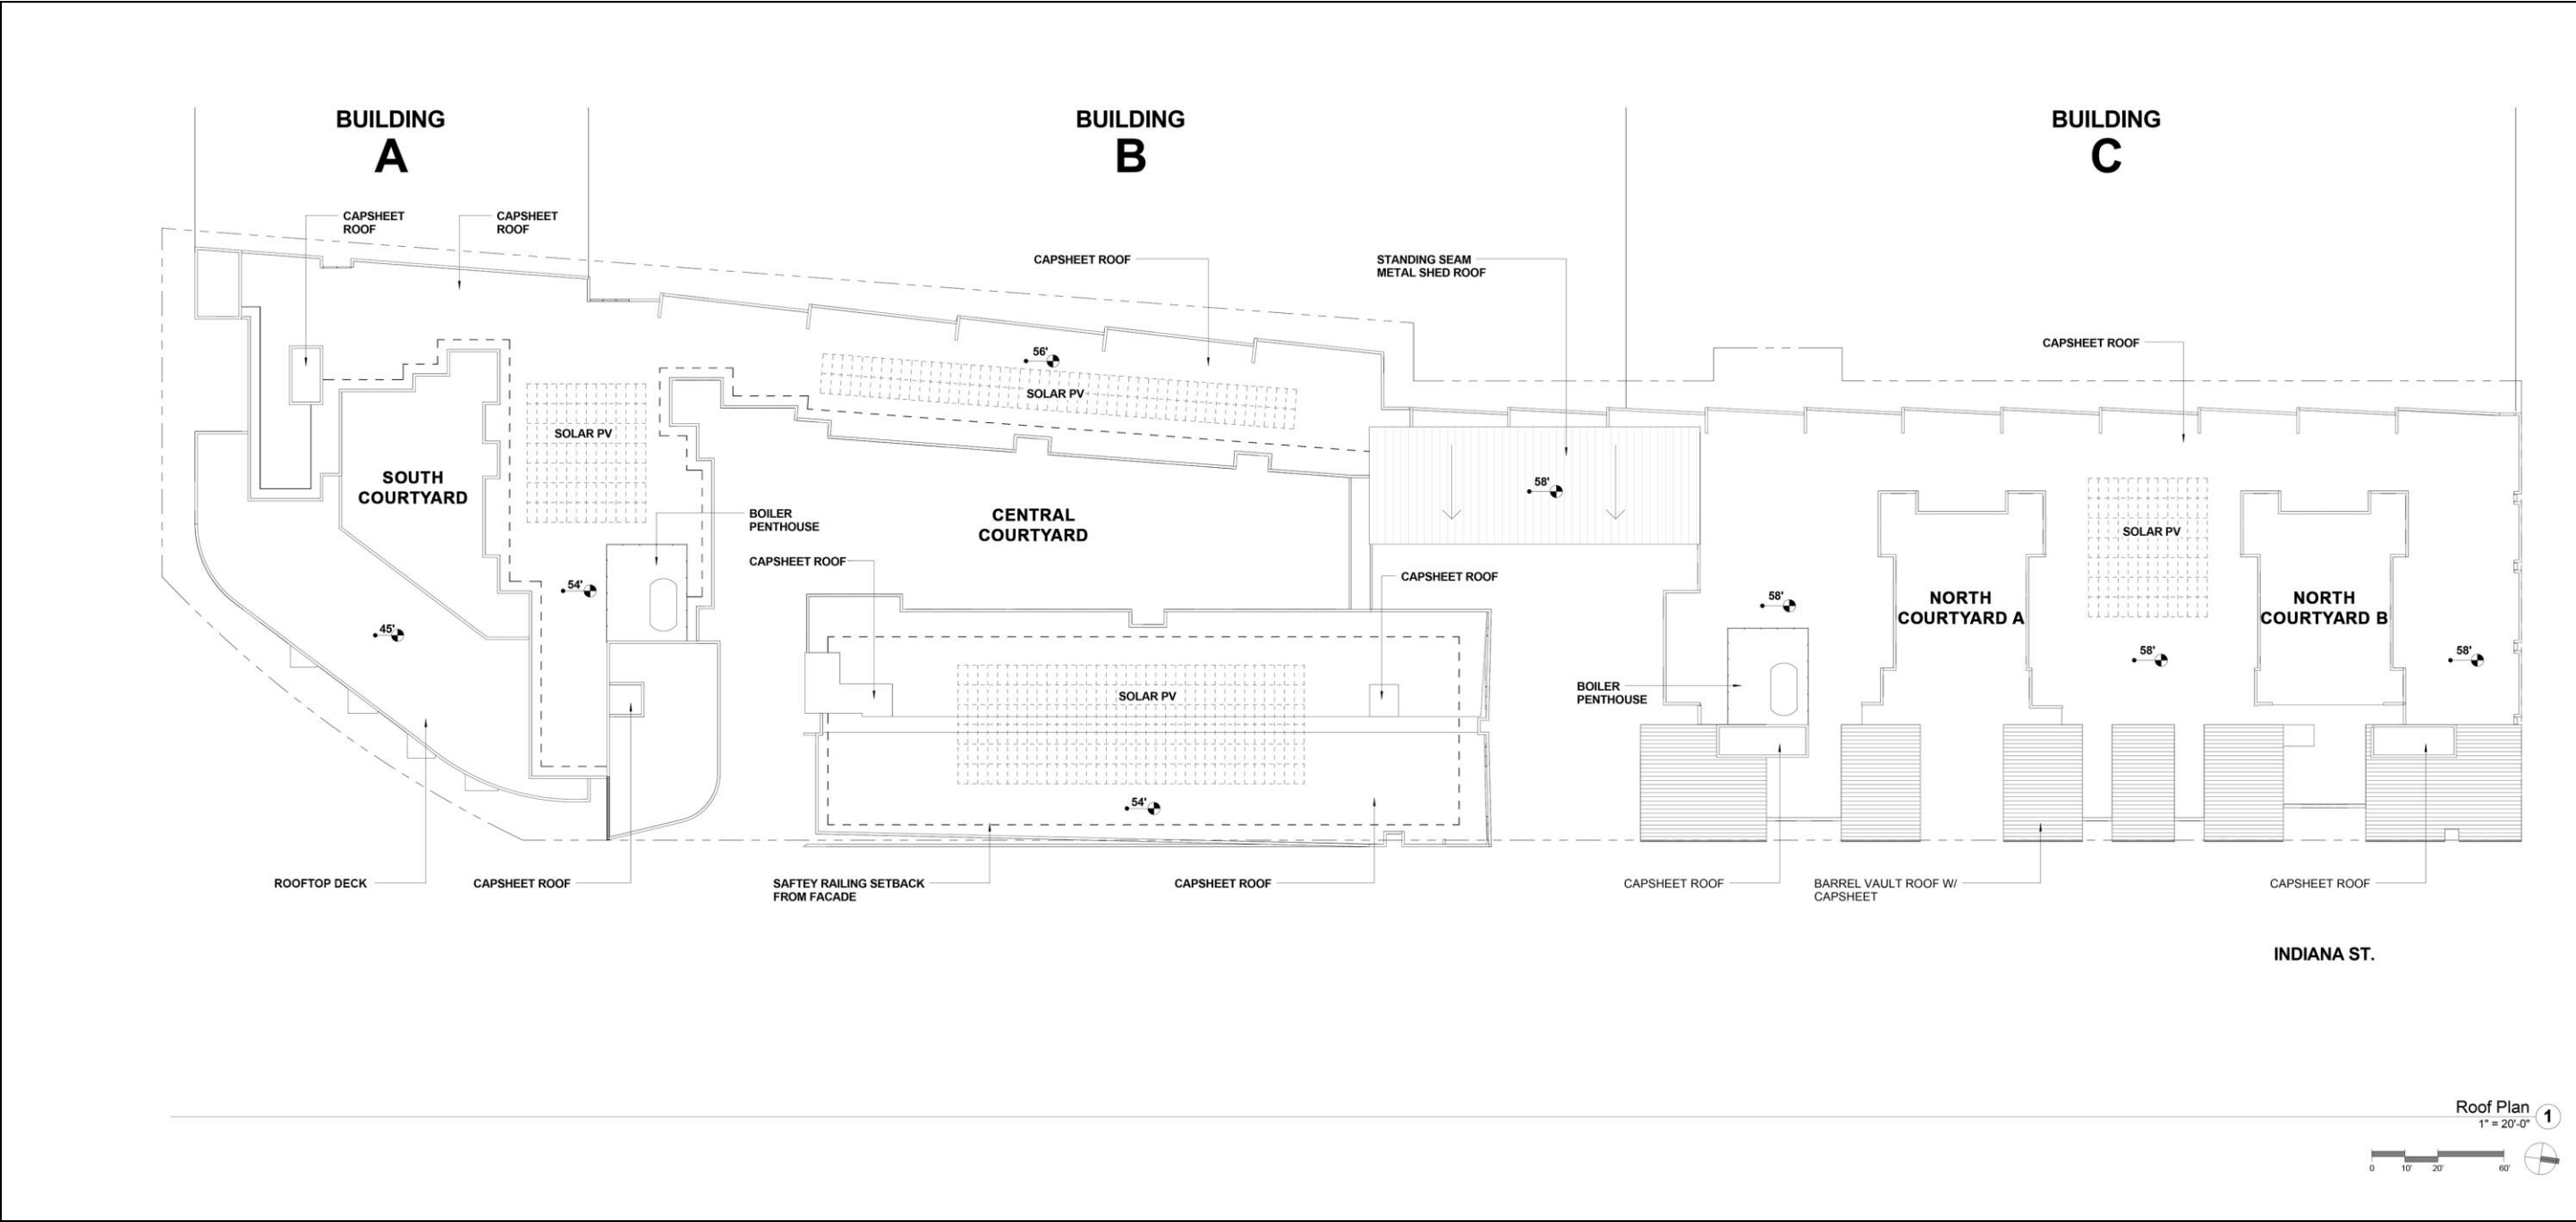 BUILDING
A
BUILDING
B
BUILDING
C
CAPSHEET
ROOF
CAPSHEET
ROOF
CAPSHEET ROOF
STANDING SEAM
METAL SHED ROOF
CAPSHEET ROOF
56'
SOLAR PV
SOLAR PV
SOUTH
COURTYARD
58'
BOILER
PENTHOUSE
CENTRAL
COURTYARD
SOLAR PV
CAPSHEET ROOF
CAPSHEET ROOF
54'
58'
NORTH
COURTYARD A
NORTH
COURTYARD B
45'
58'
58'
SOLAR PV
BOILER
PENTHOUSE
54'
ROOFTOP DECK
CAPSHEET ROOF
SAFTEY RAILING SETBACK
FROM FACADE
CAPSHEET ROOF
CAPSHEET ROOF
BARREL VAULT ROOF W/
CAPSHEET
CAPSHEET ROOF
INDIANA ST.
Roof Plan
1
1" = 20'-0"
0 10' 20' 60'